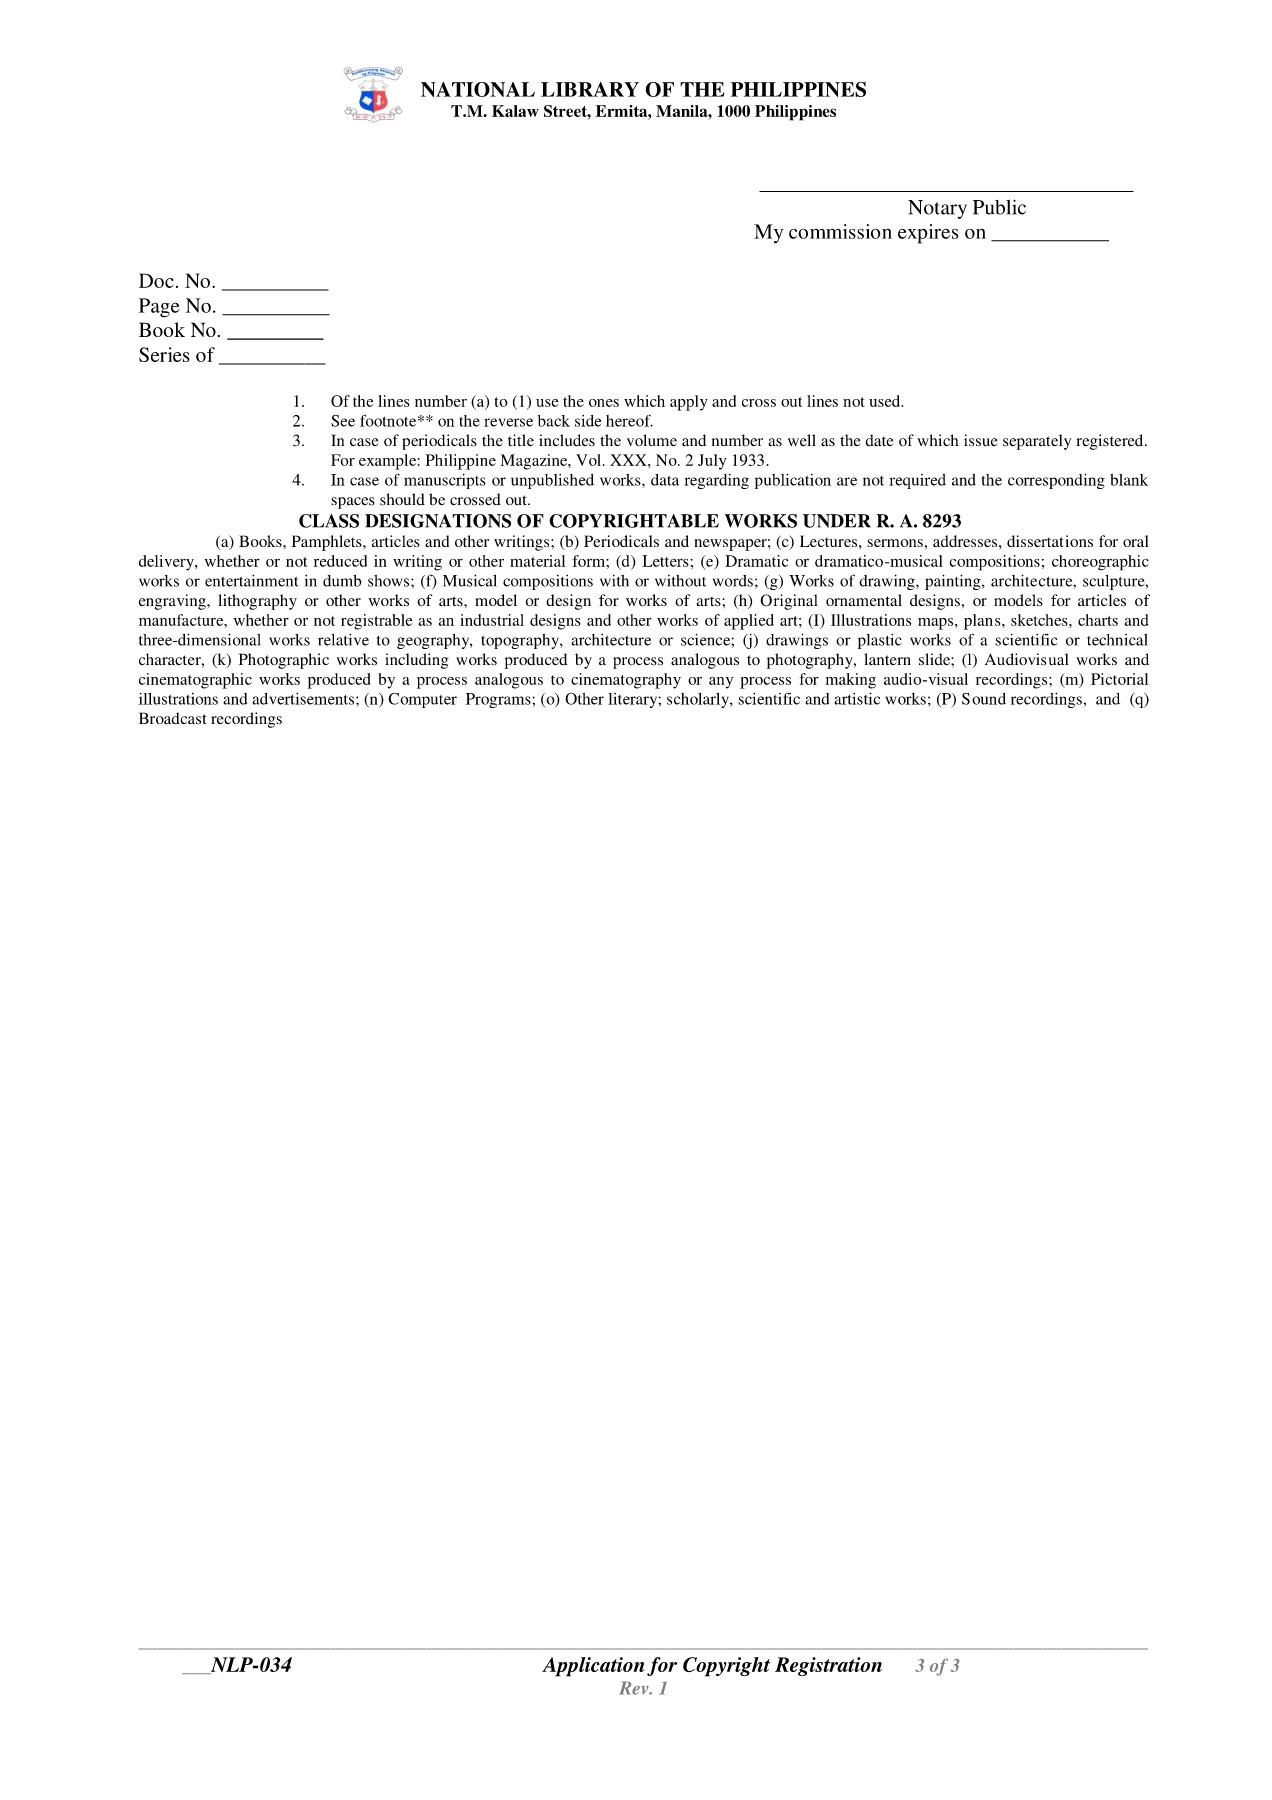 NATIONAL LIBRARY OF THE PHILIPPINES
T.M. Kalaw Street, Ermita, Manila, 1000 Philippines
Notary Public
My commission expires on ___________
Doc. No. __________
Page No. __________
Book No. _________
Series of __________
1. Of the lines number (a) to (1) use the ones which apply and cross out lines not used.
2. See footnote** on the reverse back side hereof.
3. In case of periodicals the title includes the volume and number as well as the date of which issue separately registered.
For example: Philippine Magazine, Vol. XXX, No. 2 July 1933.
4. In case of manuscripts or unpublished works, data regarding publication are not required and the corresponding blank
spaces should be crossed out.
CLASS DESIGNATIONS OF COPYRIGHTABLE WORKS UNDER R. A. 8293
(a) Books, Pamphlets, articles and other writings; (b) Periodicals and newspaper; (c) Lectures, sermons, addresses, dissertations for oral
delivery, whether or not reduced in writing or other material form; (d) Letters; (e) Dramatic or dramatico-musical compositions; choreographic
works or entertainment in dumb shows; (f) Musical compositions with or without words; (g) Works of drawing, painting, architecture, sculpture,
engraving, lithography or other works of arts, model or design for works of arts; (h) Original ornamental designs, or models for articles of
manufacture, whether or not registrable as an industrial designs and other works of applied art; (I) Illustrations maps, plans, sketches, charts and
three-dimensional works relative to geography, topography, architecture or science; (j) drawings or plastic works of a scientific or technical
character, (k) Photographic works including works produced by a process analogous to photography, lantern slide; (l) Audiovisual works and
cinematographic works produced by a process analogous to cinematography or any process for making audio-visual recordings; (m) Pictorial
illustrations and advertisements; (n) Computer Programs; (o) Other literary; scholarly, scientific and artistic works; (P) Sound recordings, and (q)
Broadcast recordings
___NLP-034 Application for Copyright Registration 3 of 3
Rev. 1